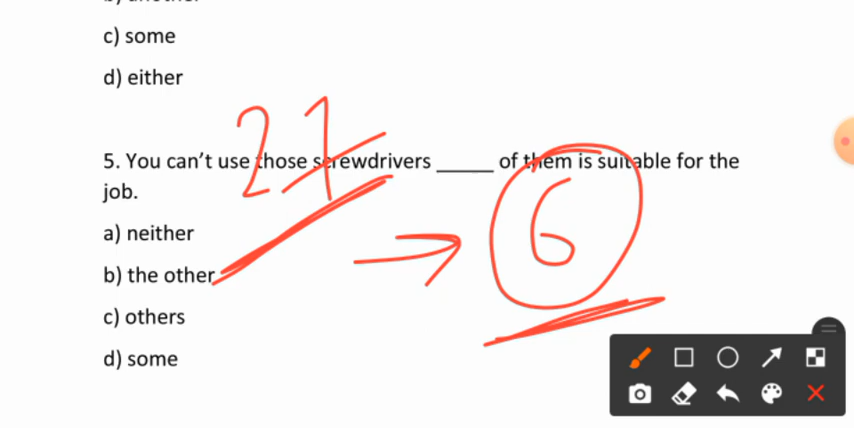 c) some
d) either
27
5. You can't use those screwdrivers _____ of them is suitable for the
job.
a) neither
6
b) the other
c) others
d) some